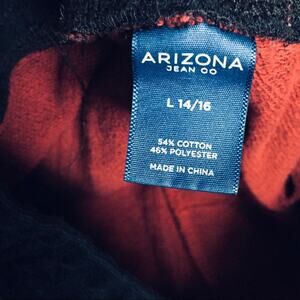 ARIZONA
JEAN CO
L 14/16
54% COTTON
46% POLYESTER
MADE IN CHINA